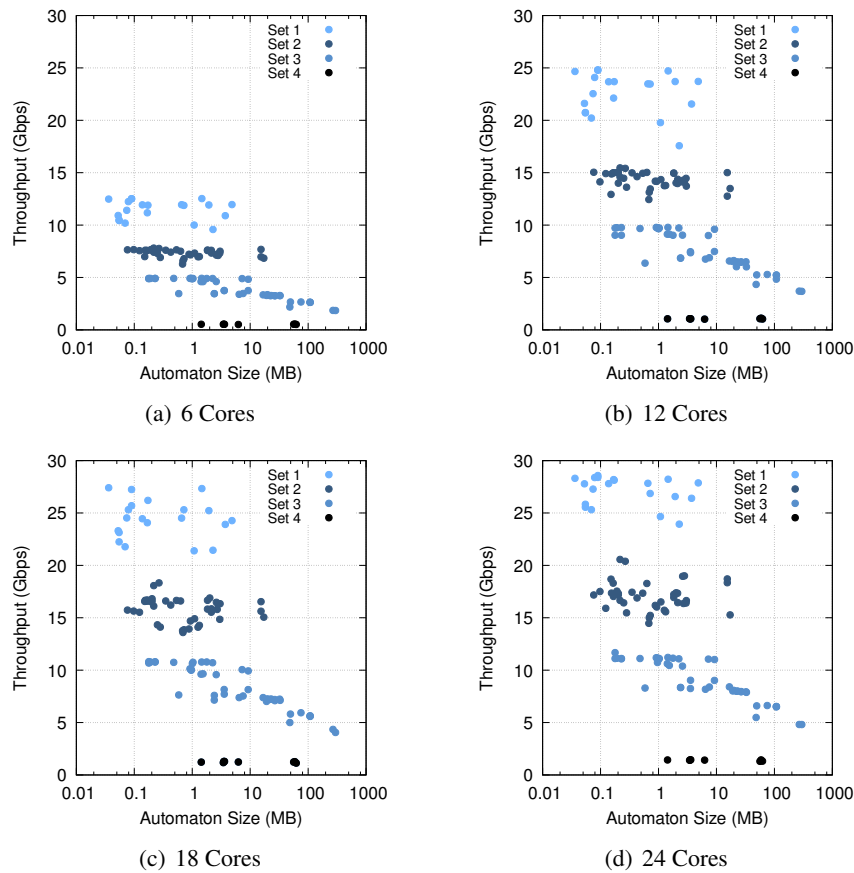 30
25
20
15
10
5
0
Throughput (Gbps)
Set 1
Set 2
Set 3
Set 4
0.01 0.1 1 10 100 1000
Automaton Size (MB)
(a) 6 Cores
30
25
20
15
10
5
0
Throughput (Gbps)
Set 1
Set 2
Set 3
Set 4
0.01 0.1 1 10 100 1000
Automaton Size (MB)
(b) 12 Cores
30
25
20
15
10
5
0
Throughput (Gbps)
Set 1
Set 2
Set 3
Set 4
0.01 0.1 1 10 100 1000
Automaton Size (MB)
(c) 18 Cores
30
25
20
15
10
5
0
Throughput (Gbps)
Set 1
Set 2
Set 3
Set 4
0.01 0.1 1 10 100 1000
Automaton Size (MB)
(d) 24 Cores